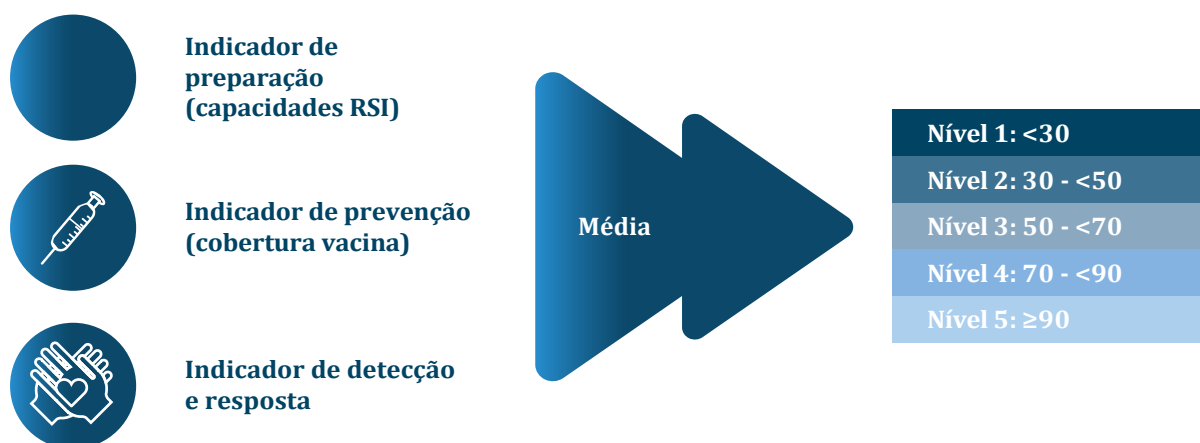 Indicador de
preparação
(capacidades RSI)
Indicador de prevenção
(cobertura vacina)
Indicador de detecção
e resposta
Média
Nível 1: <30
Nível 2: 30 - <50
Nível 3: 50 - <70
Nível 4: 70 - <90
Nível 5: ≥90